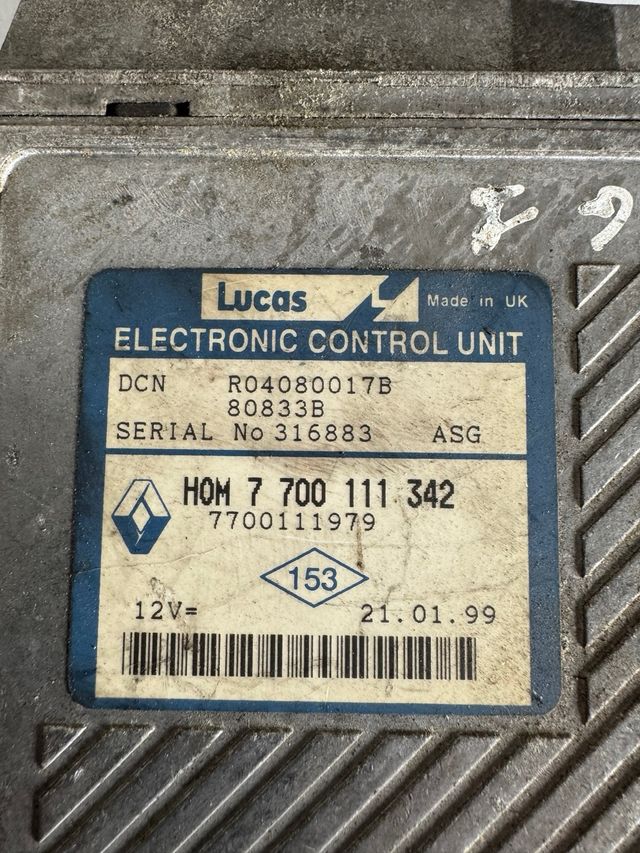 Lucas
Made in UK
ELECTRONIC CONTROL UNIT
DCN R04080017B
80833B
SERIAL No 316883 ASG
HOM 7 700 111 342
7700111979
153
12V= 21.01.99